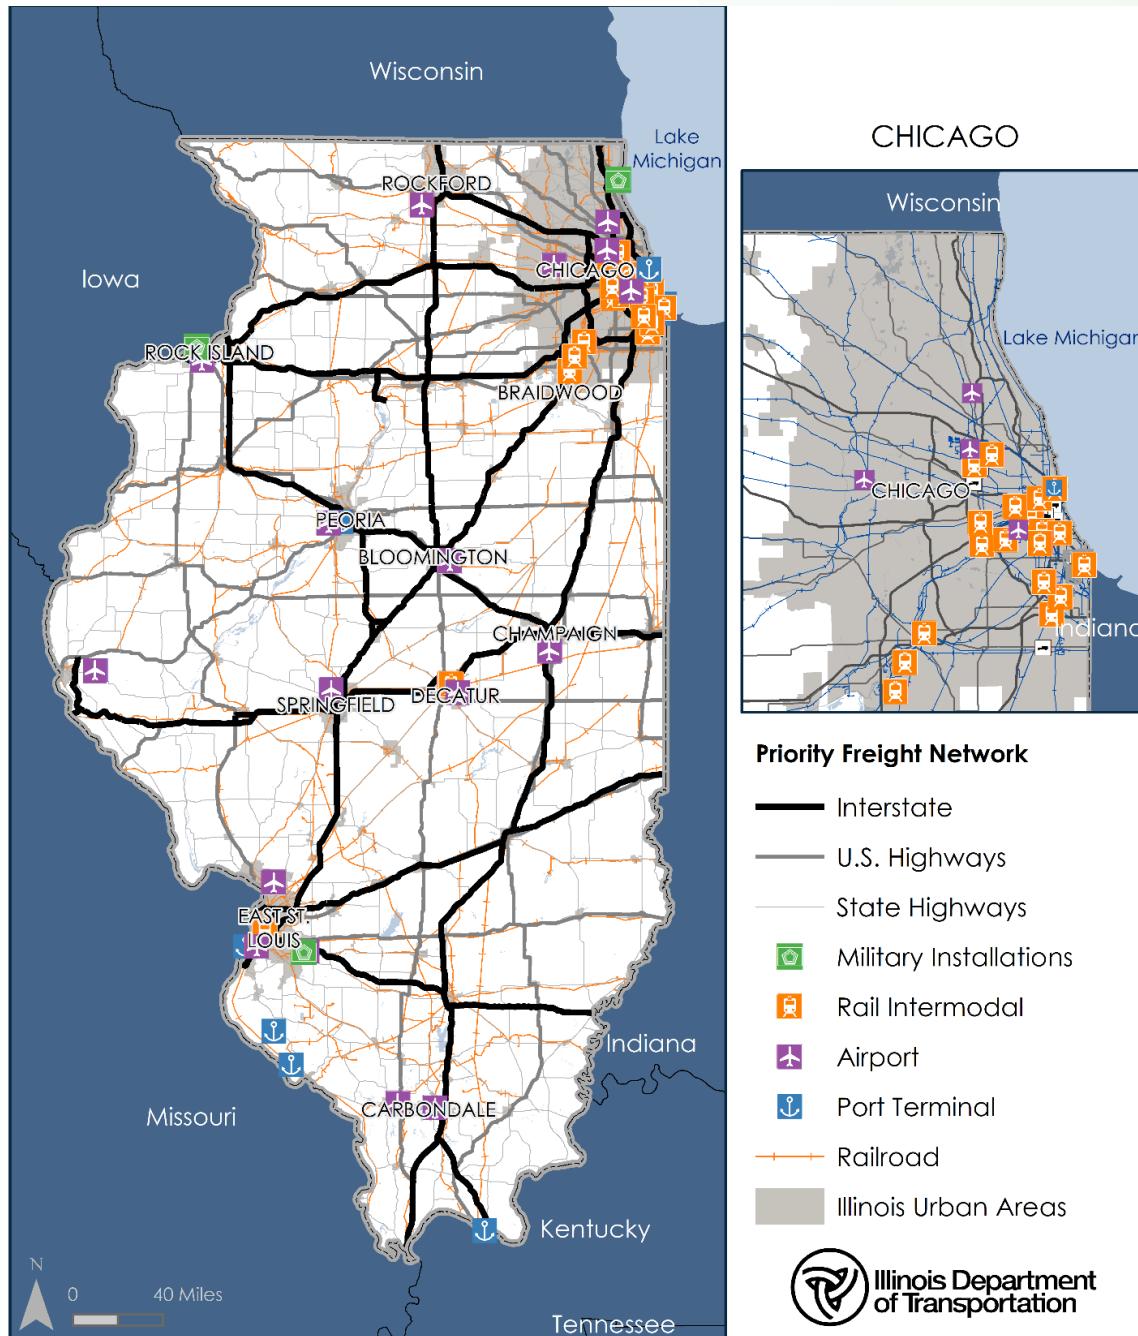 Wisconsin
Lake
Michigan
ROCKFORD
Iowa
CHICAGO
ROCK ISLAND
BRAIDWOOD
PEORIA
BLOOMINGTON
CHAMPAIGN
DECATUR
SPRINGFIELD
EAST ST.
LOUIS
Indiana
Missouri
CARBONDALE
Kentucky
N
0 40 Miles
Tennessee
CHICAGO
Wisconsin
Lake Michigan
CHICAGO
Indiana
Priority Freight Network
Interstate
U.S. Highways
State Highways
Military Installations
Rail Intermodal
Airport
Port Terminal
Railroad
Illinois Urban Areas
Illinois Department
of Transportation